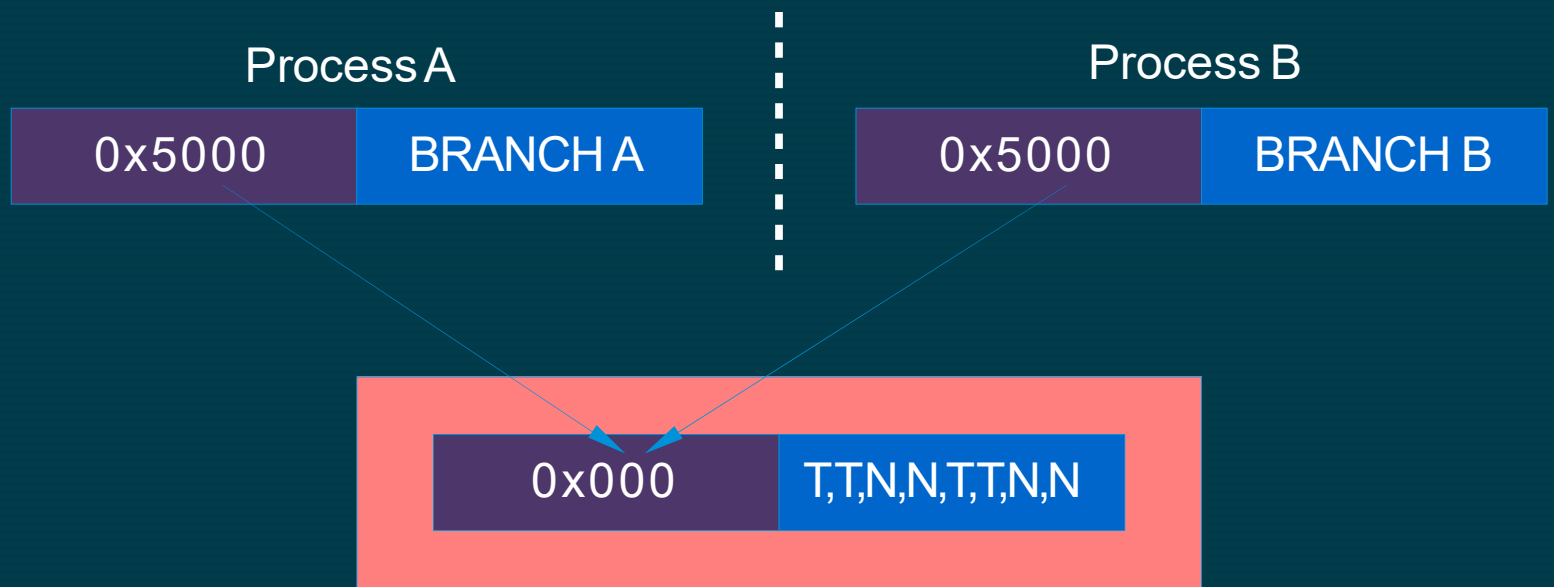 Process A
Process B
0x5000 BRANCH A
0x5000 BRANCH B
0x000 T,T,N,N,T,T,N,N